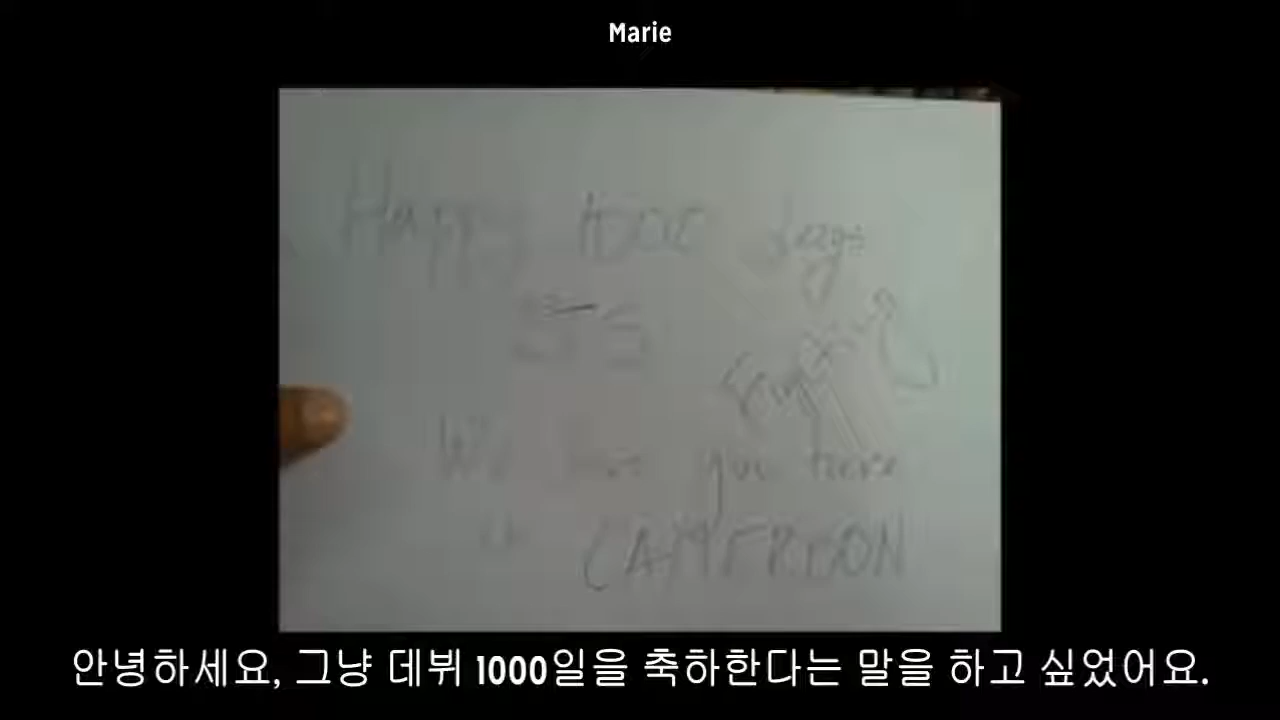 Marie
Happy 1000 days
We you here
in CAMEROON
안녕하세요, 그냥 데뷔 1000일을 축하한다는 말을 하고 싶었어요.